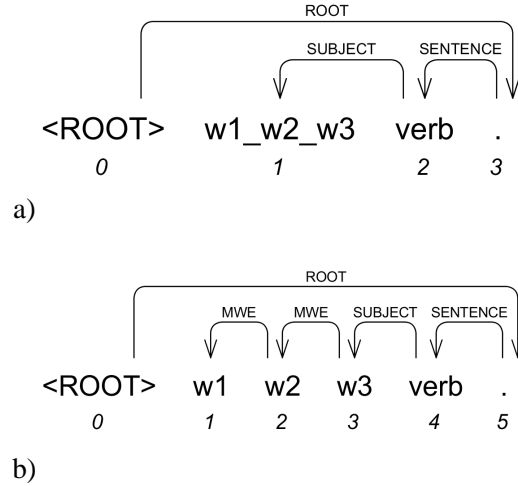 ROOT
SUBJECT SENTENCE
<ROOT> w1_w2_w3 verb .
0 1 2 3
a)
ROOT
MWE MWE SUBJECT SENTENCE
<ROOT> w1 w2 w3 verb .
0 1 2 3 4 5
b)